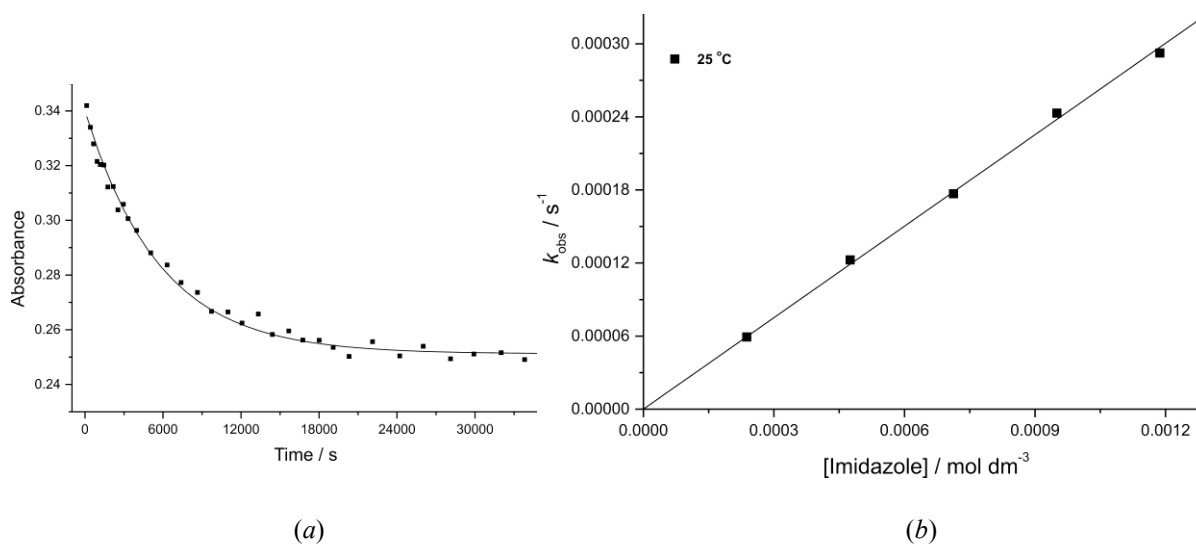 0.34
0.32
0.30
0.28
0.26
0.24
Absorbance
0 6000 12000 18000 24000 30000
Time / s
(a)
25 °C
0.00030
0.00024
0.00018
0.00012
0.00006
0.00000
k_obs / s⁻¹
0.0000 0.0003 0.0006 0.0009 0.0012
[Imidazole] / mol dm⁻³
(b)